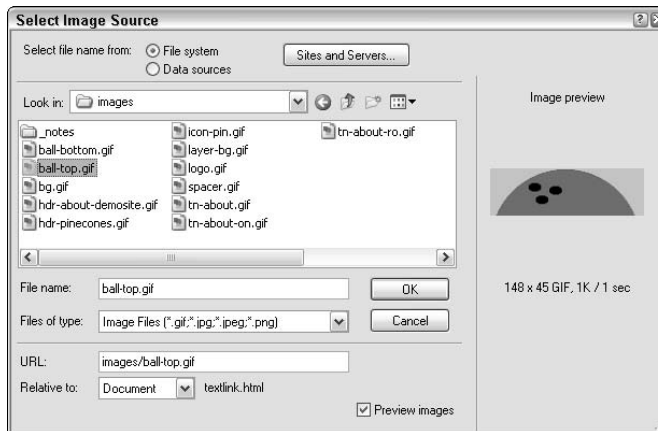 Select Image Source
Select file name from: File system
Data sources
Sites and Servers...
Look in: images
Image preview
_notes
ball-bottom.gif
ball-top.gif
bg.gif
hdr-about-demosite.gif
hdr-pinecones.gif
icon-pin.gif
layer-bg.gif
logo.gif
spacer.gif
tn-about.gif
tn-about-on.gif
tn-about-ro.gif
File name: ball-top.gif
OK
148 x 45 GIF, 1K / 1 sec
Files of type: Image Files (*.gif;*.jpg;*.jpeg;*.png)
Cancel
URL: images/ball-top.gif
Relative to: Document textlink.html
Preview images